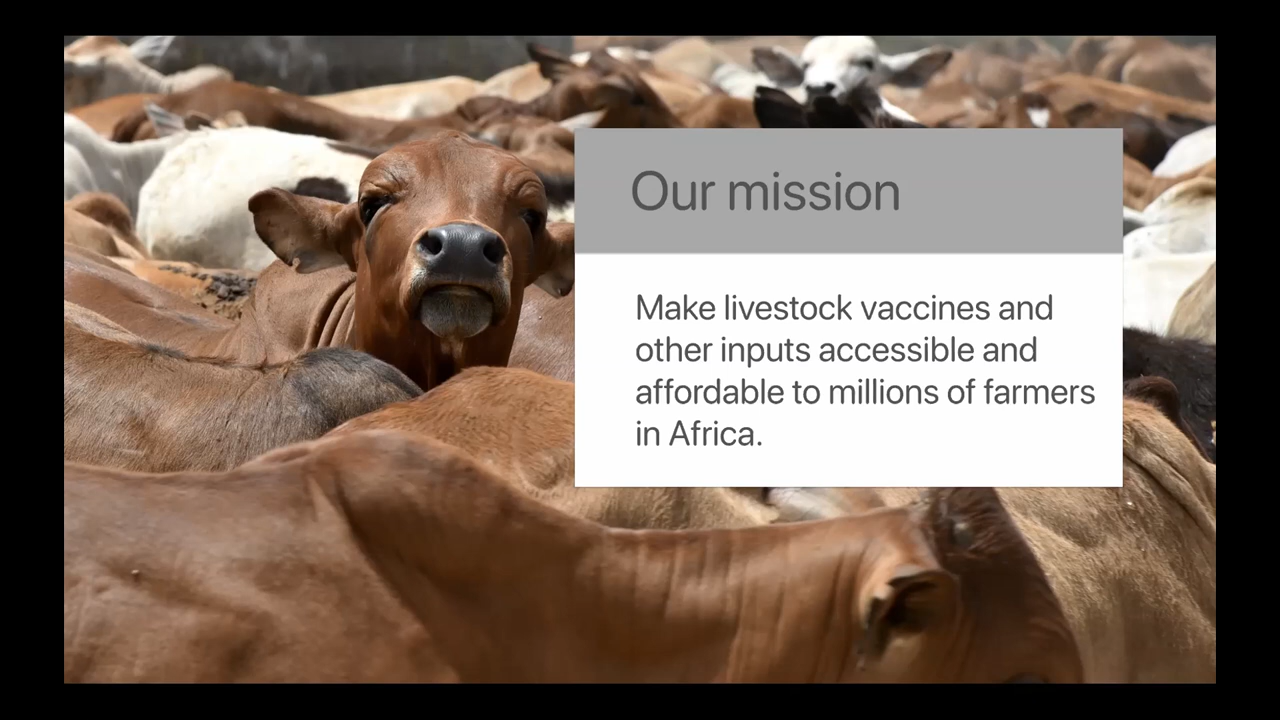 Our mission
Make livestock vaccines and
other inputs accessible and
affordable to millions of farmers
in Africa.